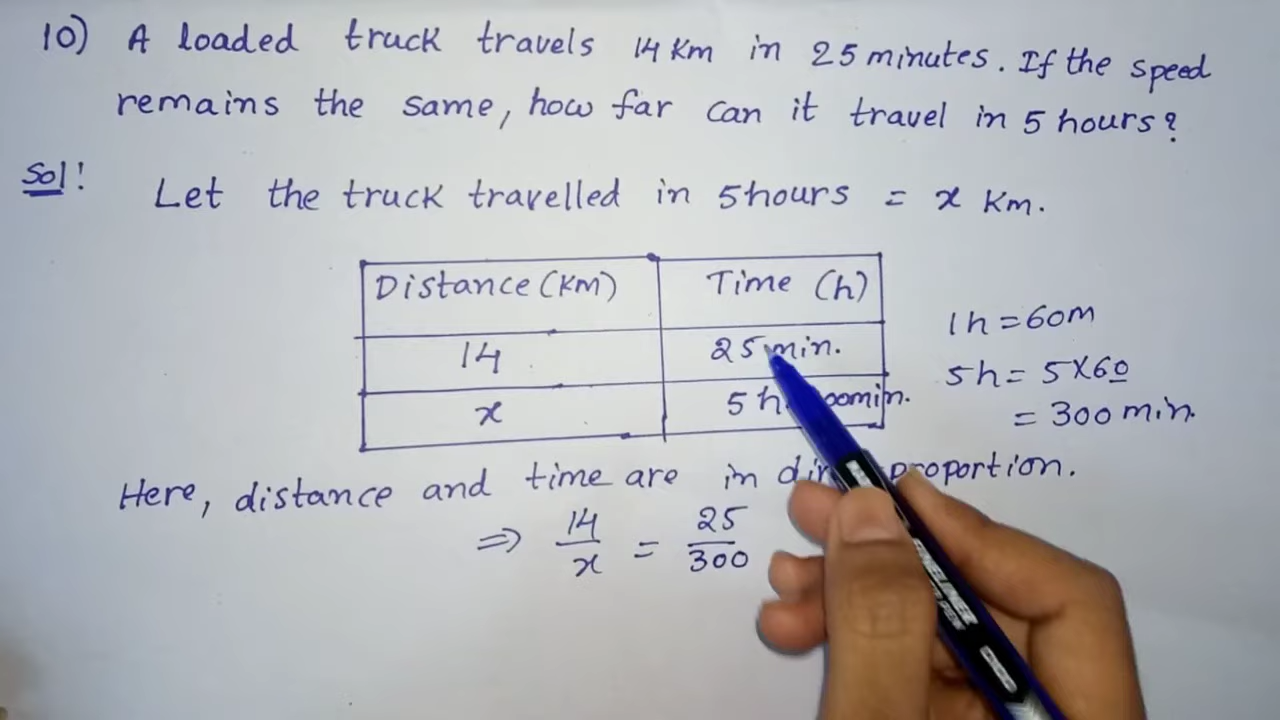 10) A loaded truck travels 14 Km in 25 minutes. If the speed
remains the same, how far can it travel in 5 hours?
Sol!
Let the truck travelled in 5 hours = x Km.
Distance (KM) Time (h)
14 25 min.
x 5 h
1 h = 60m
5 h = 5 X 60
= 300 min.
Here, distance and time are in proportion.
⇒ 14/x = 25/300